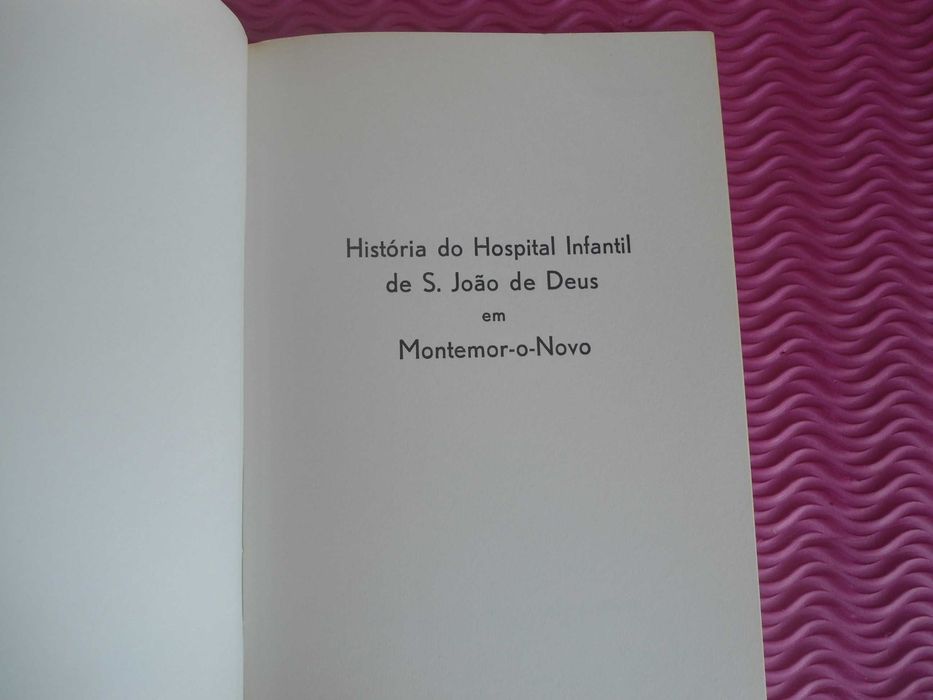 História do Hospital Infantil
de S. João de Deus
em
Montemor-o-Novo